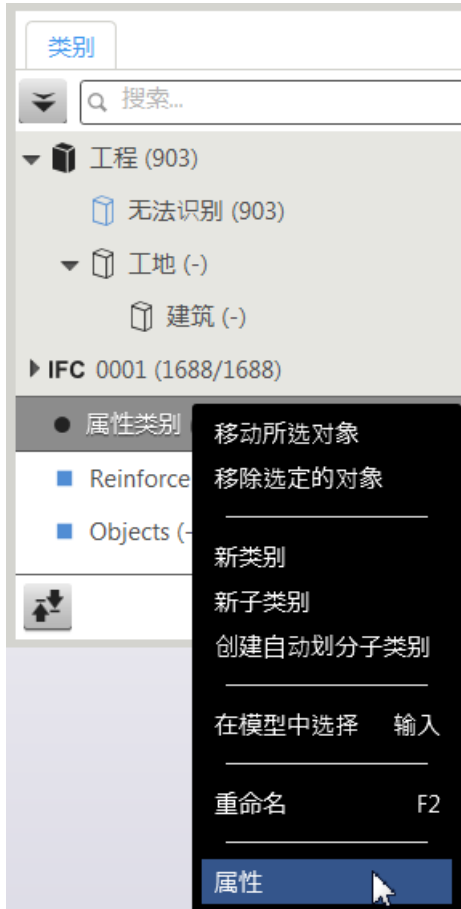 类别
搜索...
工程 (903)
无法识别 (903)
工地 (-)
建筑 (-)
IFC 0001 (1688/1688)
属性类别
Reinforce
Objects (-
移动所选对象
移除选定的对象
新类别
新子类别
创建自动划分子类别
在模型中选择 输入
重命名 F2
属性